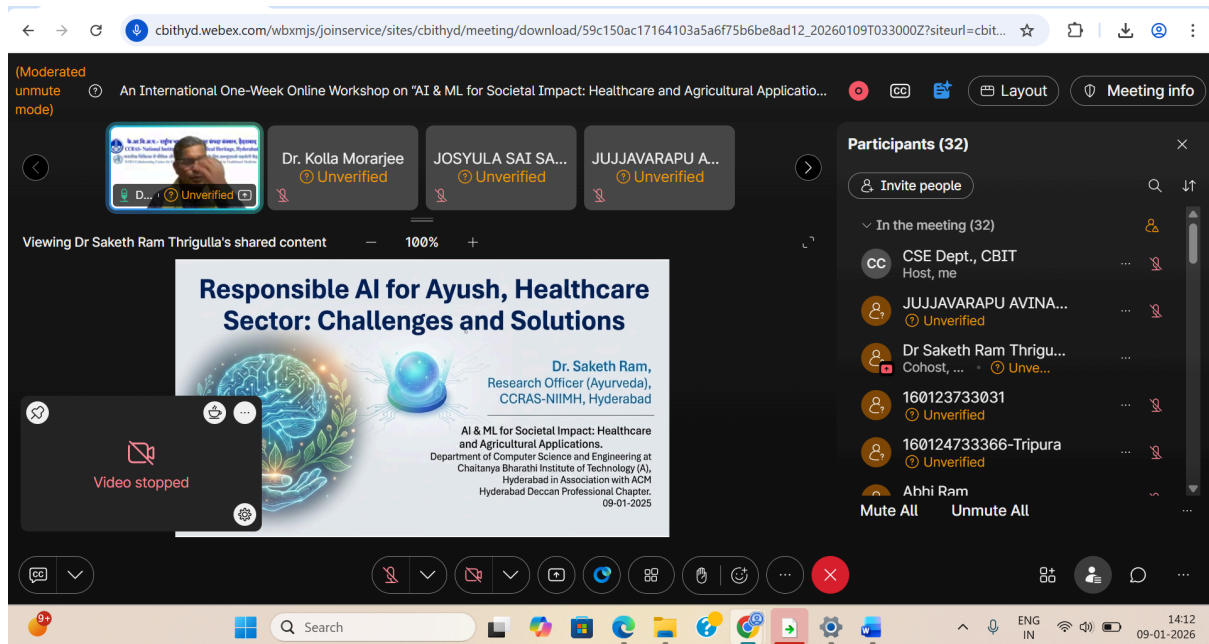 cbithyd.webex.com/wbxmjs/joinservice/sites/cbithyd/meeting/download/59c150ac17164103a5a6f75b6be8ad12_20260109T033000Z?siteurl=cbit...
(Moderated
unmute
mode)
An International One-Week Online Workshop on "AI & ML for Societal Impact: Healthcare and Agricultural Applicatio...
CC
Layout
Meeting info
D...
Unverified
Dr. Kolla Morarjee
Unverified
JOSYULA SAI SA...
Unverified
JUJJAVARAPU A...
Unverified
Viewing Dr Saketh Ram Thrigulla's shared content
100%
Responsible AI for Ayush, Healthcare
Sector: Challenges and Solutions
Dr. Saketh Ram,
Research Officer (Ayurveda),
CCRAS-NIIMH, Hyderabad
AI & ML for Societal Impact: Healthcare
and Agricultural Applications.
Department of Computer Science and Engineering at
Chaitanya Bharathi Institute of Technology (A),
Hyderabad in Association with ACM
Hyderabad Deccan Professional Chapter.
09-01-2025
Video stopped
Participants (32)
Invite people
In the meeting (32)
CC
CSE Dept., CBIT
Host, me
JUJJAVARAPU AVINA...
Unverified
Dr Saketh Ram Thrigu...
Cohost, ...
Unve...
160123733031
Unverified
160124733366-Tripura
Unverified
Abhi Ram
Mute All
Unmute All
CC
9+
Search
ENG
IN
14:12
09-01-2026